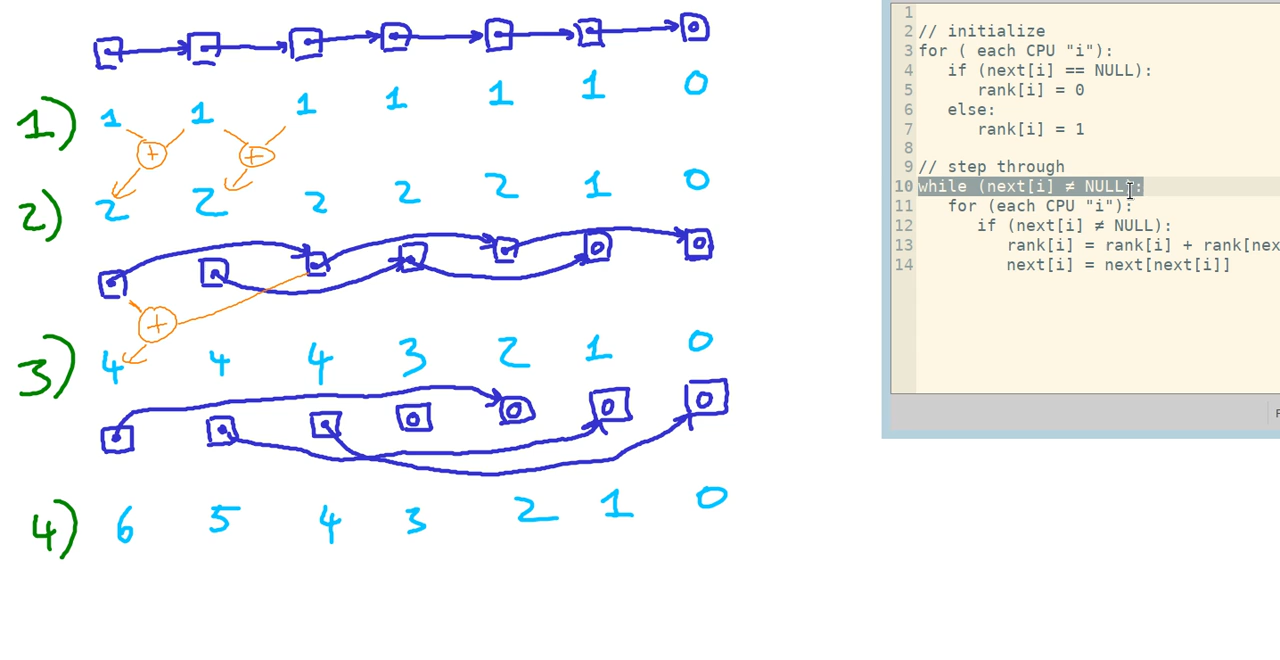 1) 1 1 1 1 1 1 0
+ +
2) 2 2 2 2 2 1 0
+
3) 4 4 4 3 2 1 0
4) 6 5 4 3 2 1 0
1
2 // initialize
3 for ( each CPU "i"):
4 if (next[i] == NULL):
5 rank[i] = 0
6 else:
7 rank[i] = 1
8
9 // step through
10 while (next[i] ≠ NULL):
11 for (each CPU "i"):
12 if (next[i] ≠ NULL):
13 rank[i] = rank[i] + rank[nex
14 next[i] = next[next[i]]